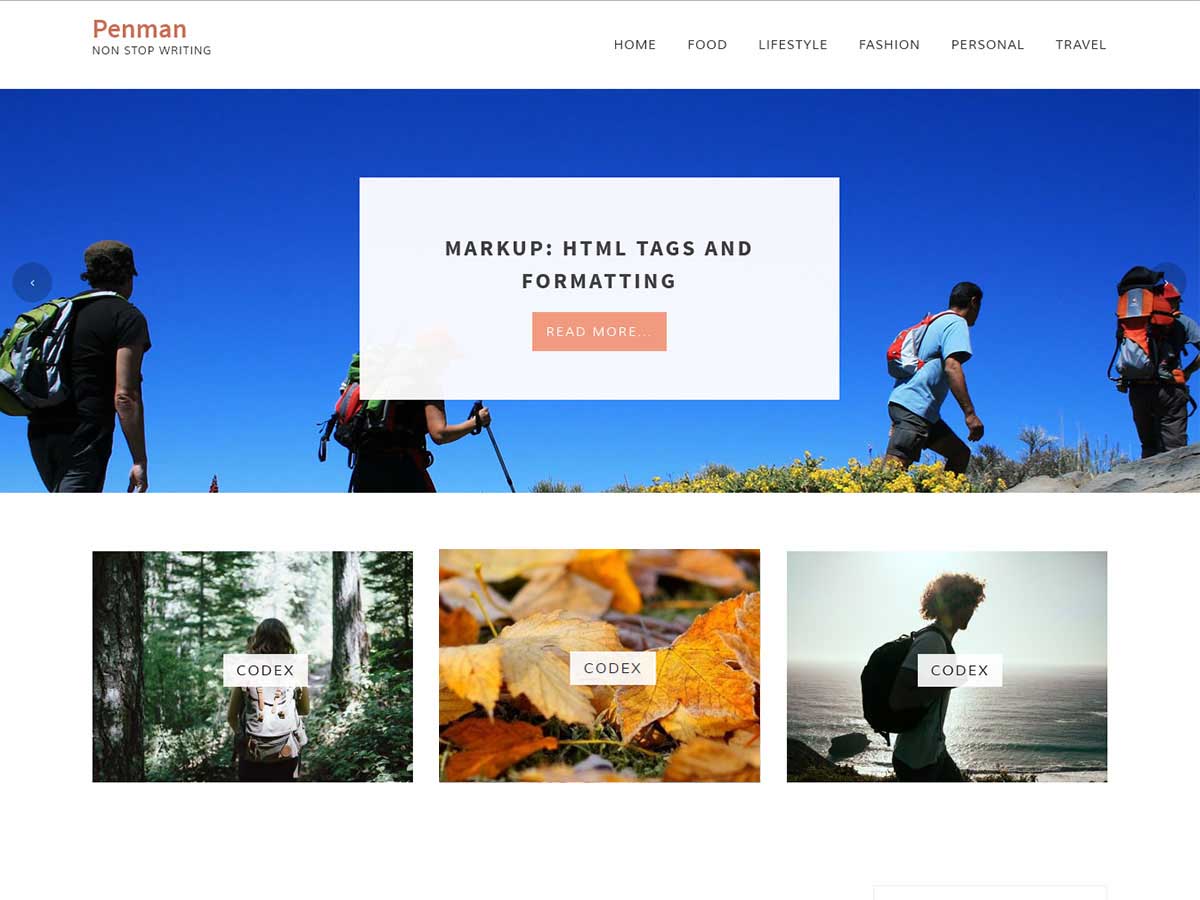 Penman
NON STOP WRITING
HOME FOOD LIFESTYLE FASHION PERSONAL TRAVEL
MARKUP: HTML TAGS AND
FORMATTING
READ MORE...
CODEX
CODEX
CODEX